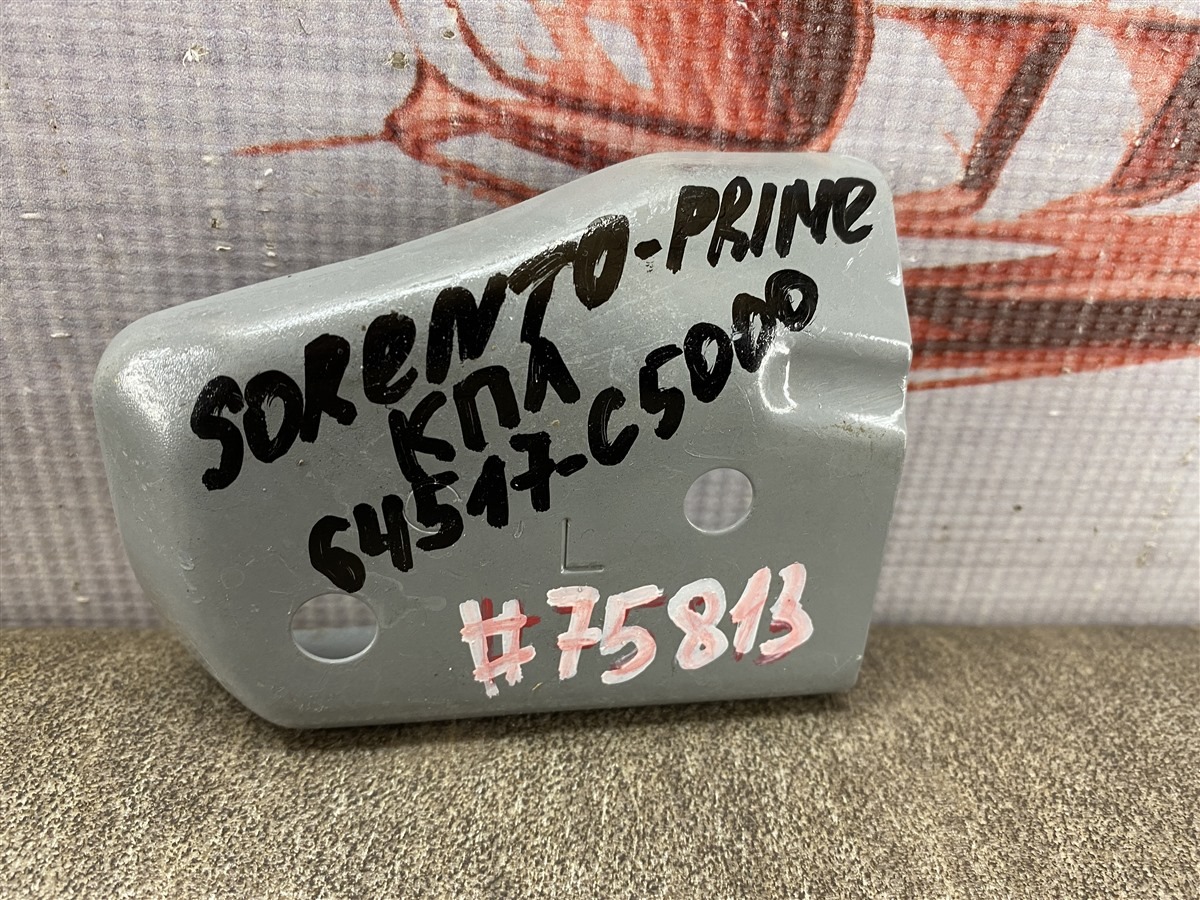 SOReNTO-PRIMe
КПЛ
64517-C5000
L
#75813